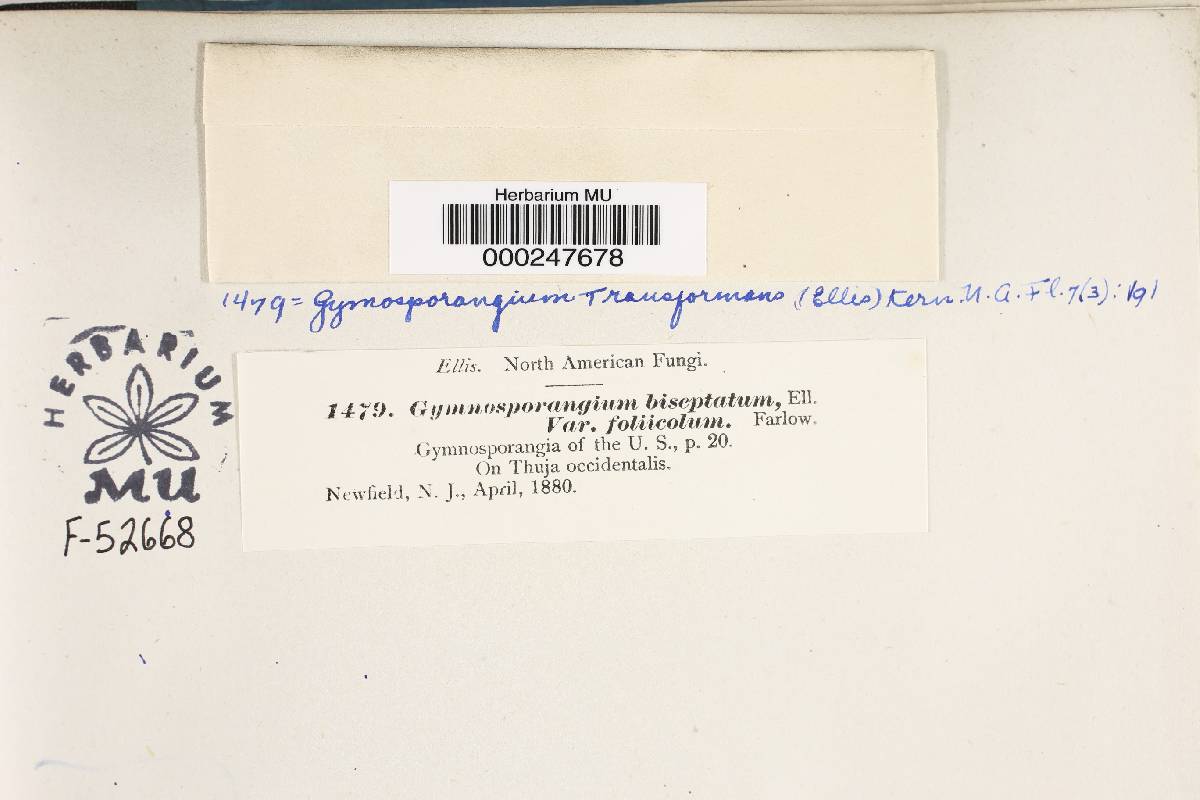 Herbarium MU
000247678
1479 = Gymosporangium Transformans (Ellis) Kern. N. A. Fl. 7(3): 191
HERBARIUM
MU
F-52668
Ellis. North American Fungi.
1479. Gymnosporangium biseptatum, Ell.
Var. foliicolum. Farlow.
Gymnosporangia of the U. S., p. 20.
On Thuja occidentalis.
Newfield, N. J., April, 1880.